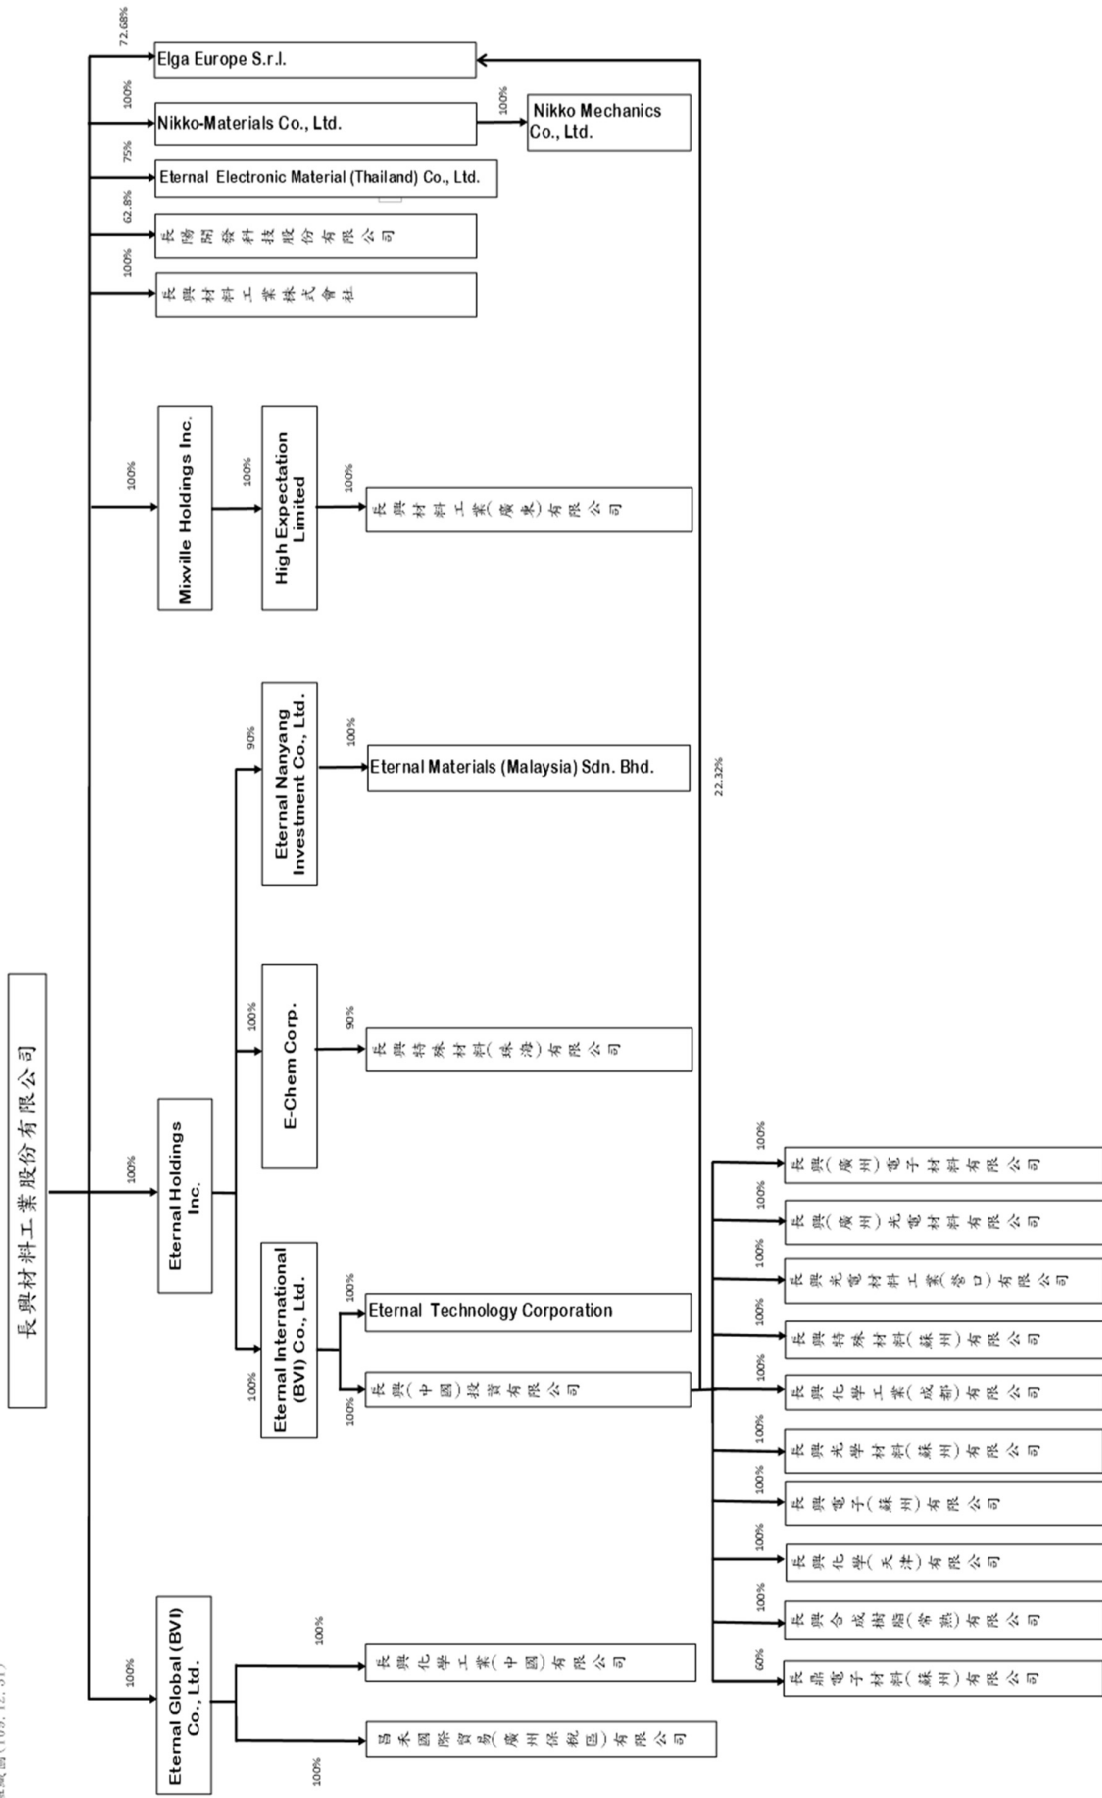 長興材料工業股份有限公司
100%
Eternal Global (BVI)
Co., Ltd.
100%
昌禾國際貿易(廣州保稅區)有限公司
100%
長興化學工業(中國)有限公司
100%
Eternal Holdings
Inc.
100%
Eternal International
(BVI) Co., Ltd.
100%
長興(中國)投資有限公司
100%
Eternal Technology Corporation
100%
E-Chem Corp.
90%
長興特殊材料(珠海)有限公司
90%
Eternal Nanyang
Investment Co., Ltd.
100%
Eternal Materials (Malaysia) Sdn. Bhd.
100%
Mixville Holdings Inc.
100%
High Expectation
Limited
100%
長興材料工業(廣東)有限公司
100%
長興材料工業株式會社
62.8%
長陽開發科技股份有限公司
75%
Eternal Electronic Material (Thailand) Co., Ltd.
100%
Nikko-Materials Co., Ltd.
100%
Nikko Mechanics
Co., Ltd.
72.68%
Elga Europe S.r.l.
22.32%
60%
長鼎電子材料(蘇州)有限公司
100%
長興合成樹脂(常熟)有限公司
100%
長興化學(天津)有限公司
100%
長興電子(蘇州)有限公司
100%
長興光學材料(蘇州)有限公司
100%
長興化學工業(成都)有限公司
100%
長興特殊材料(蘇州)有限公司
100%
長興光電材料工業(營口)有限公司
100%
長興(廣州)光電材料有限公司
100%
長興(廣州)電子材料有限公司